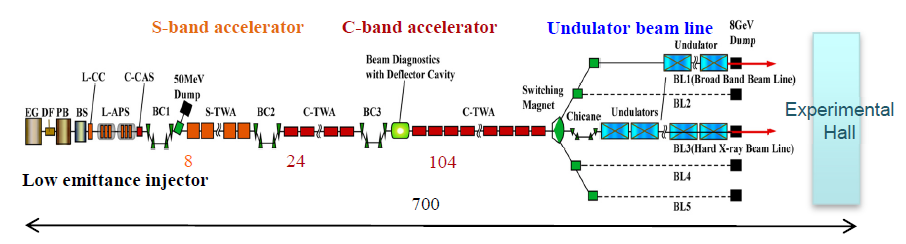 S-band accelerator
C-band accelerator
Undulator beam line
8GeV
Dump
Undulator
Beam Diagnostics
with Deflector Cavity
L-CC
C-CAS
50MeV
Dump
BL1(Broad Band Beam Line)
Switching
Magnet
BL2
EG DF PB BS L-APS BC1 S-TWA BC2 C-TWA BC3 C-TWA
Chicane
Undulators
Experimental
Hall
BL3(Hard X-ray Beam Line)
8
24
104
Low emittance injector
BL4
700
BL5